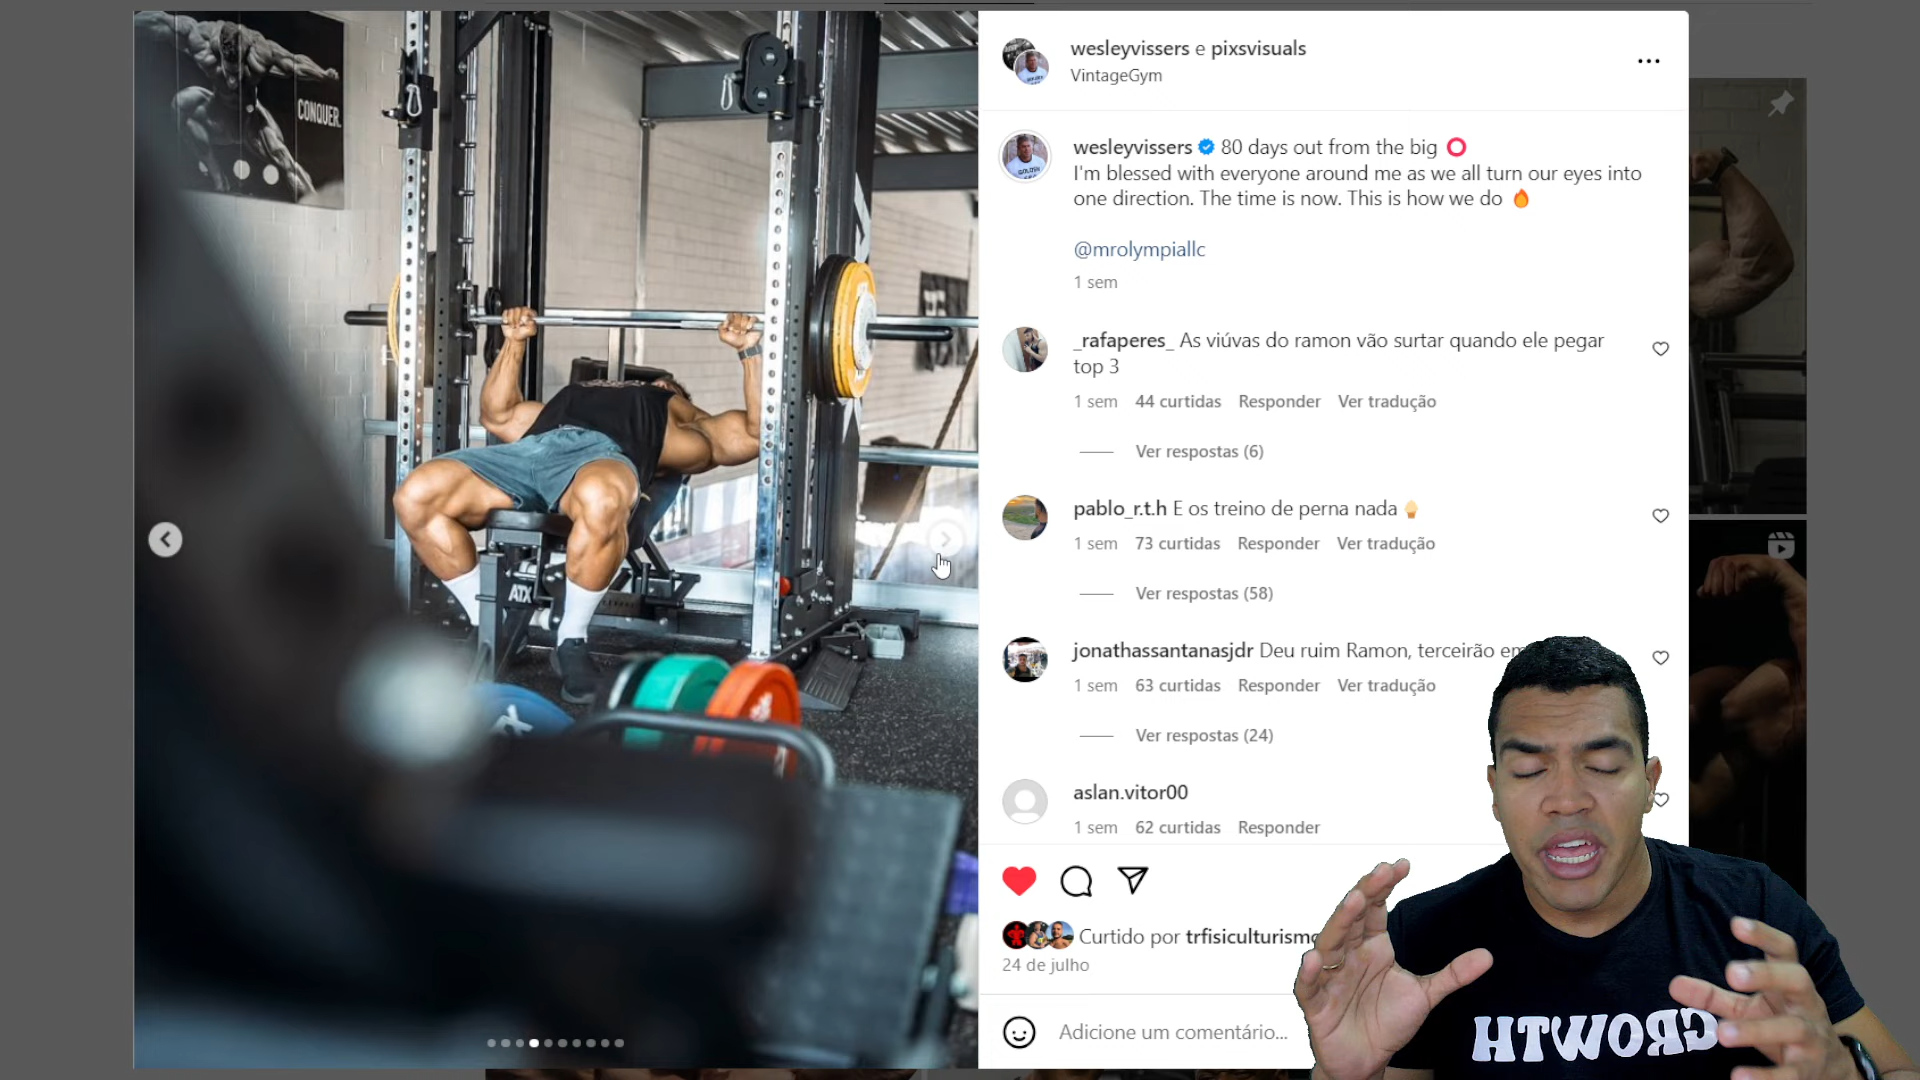 CONQUER.
ATX
wesleyvissers e pixsvisuals
VintageGym
wesleyvissers 80 days out from the big ⭕
I'm blessed with everyone around me as we all turn our eyes into
one direction. The time is now. This is how we do 🔥
@mrolympiallc
1 sem
_rafaperes_ As viúvas do ramon vão surtar quando ele pegar
top 3
1 sem 44 curtidas Responder Ver tradução
Ver respostas (6)
pablo_r.t.h E os treino de perna nada🍦
1 sem 73 curtidas Responder Ver tradução
Ver respostas (58)
jonathassantanasjdr Deu ruim Ramon, terceirão em
1 sem 63 curtidas Responder Ver tradução
Ver respostas (24)
aslan.vitor00
1 sem 62 curtidas Responder
Curtido por trfisiculturismo
24 de julho
Adicione um comentário...
GROWTH